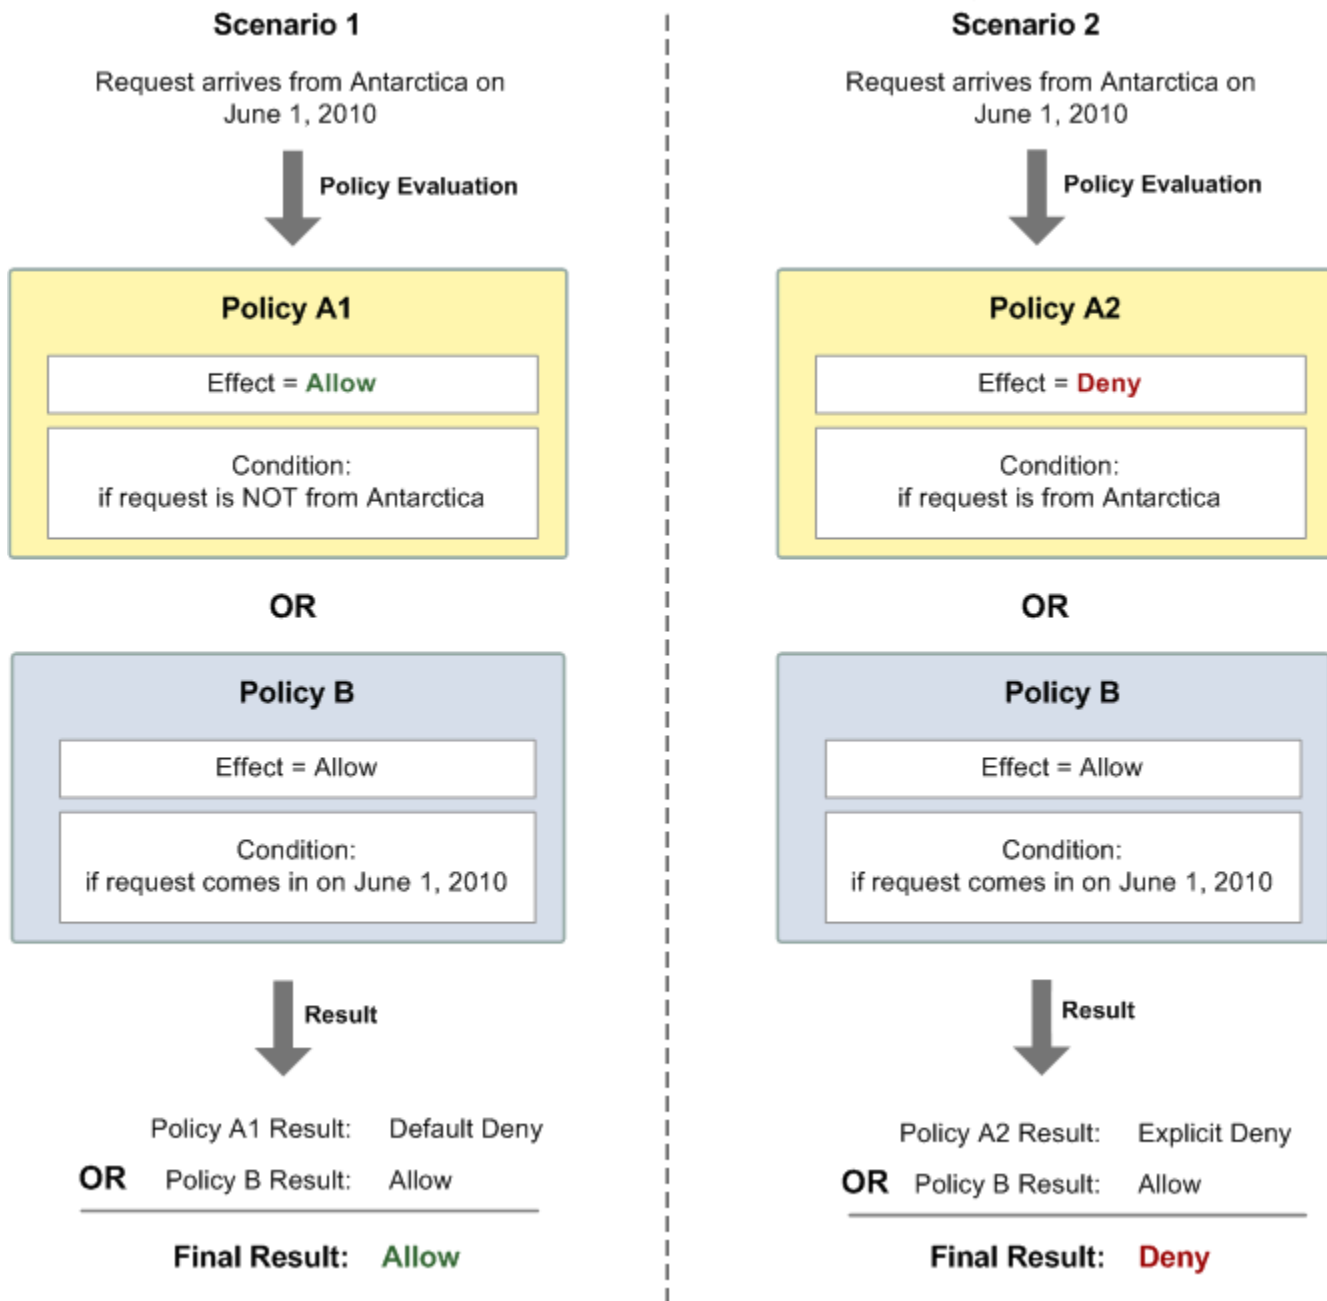 Scenario 1
Request arrives from Antarctica on
June 1, 2010
Policy Evaluation
Policy A1
Effect = Allow
Condition:
if request is NOT from Antarctica
OR
Policy B
Effect = Allow
Condition:
if request comes in on June 1, 2010
Result
Policy A1 Result: Default Deny
OR Policy B Result: Allow
Final Result: Allow
Scenario 2
Request arrives from Antarctica on
June 1, 2010
Policy Evaluation
Policy A2
Effect = Deny
Condition:
if request is from Antarctica
OR
Policy B
Effect = Allow
Condition:
if request comes in on June 1, 2010
Result
Policy A2 Result: Explicit Deny
OR Policy B Result: Allow
Final Result: Deny